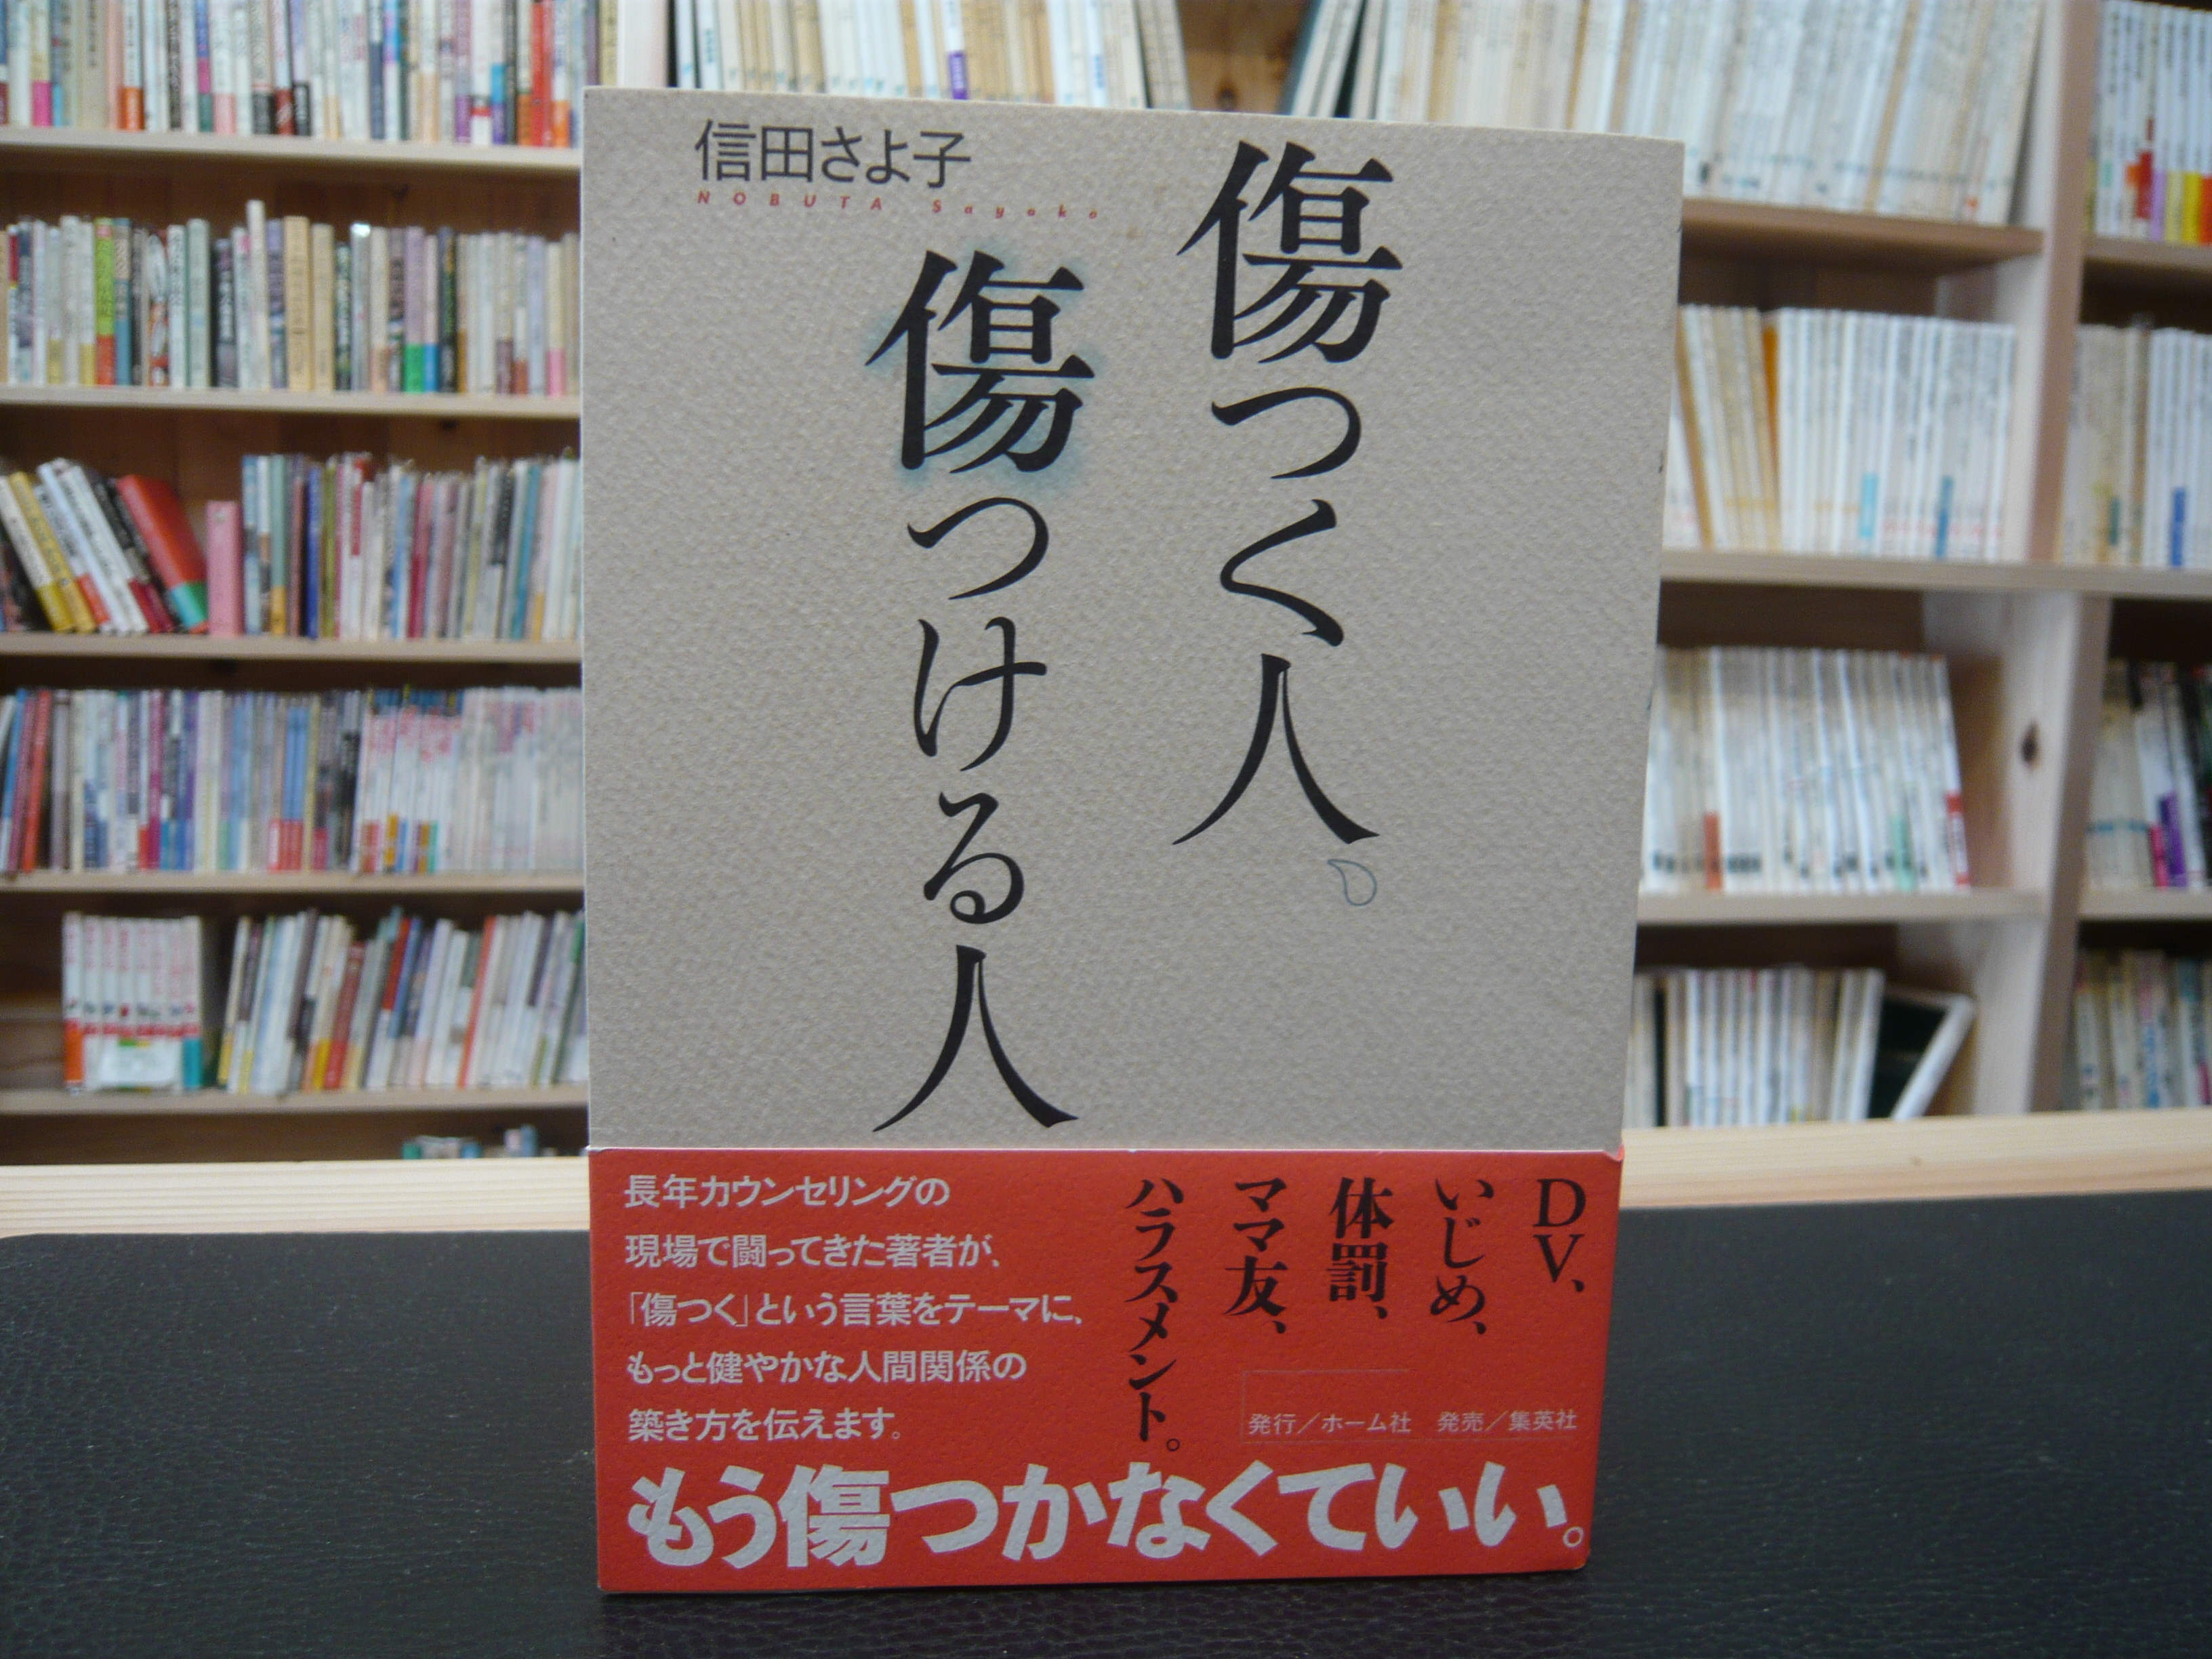 信田さよ子
NOBUTA Sayoko
傷つく人、
傷つける人
DV、
いじめ、
体罰、
ママ友、
ハラスメント。
長年カウンセリングの
現場で闘ってきた著者が、
「傷つく」という言葉をテーマに、
もっと健やかな人間関係の
築き方を伝えます。
発行／ホーム社　発売／集英社
もう傷つかなくていい。